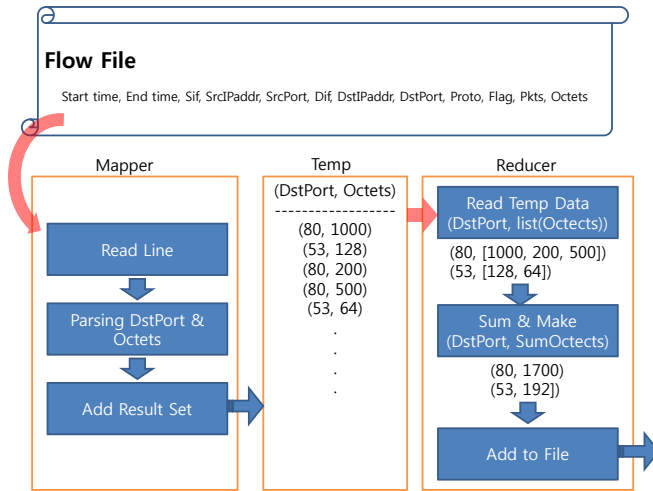 Flow File
Start time, End time, Sif, SrcIPaddr, SrcPort, Dif, DstIPaddr, DstPort, Proto, Flag, Pkts, Octets
Mapper
Read Line
Parsing DstPort &
Octets
Add Result Set
Temp
(DstPort, Octets)
-------------------
(80, 1000)
(53, 128)
(80, 200)
(80, 500)
(53, 64)
.
.
.
.
Reducer
Read Temp Data
(DstPort, list(Octects))
(80, [1000, 200, 500])
(53, [128, 64])
Sum & Make
(DstPort, SumOctects)
(80, 1700)
(53, 192])
Add to File